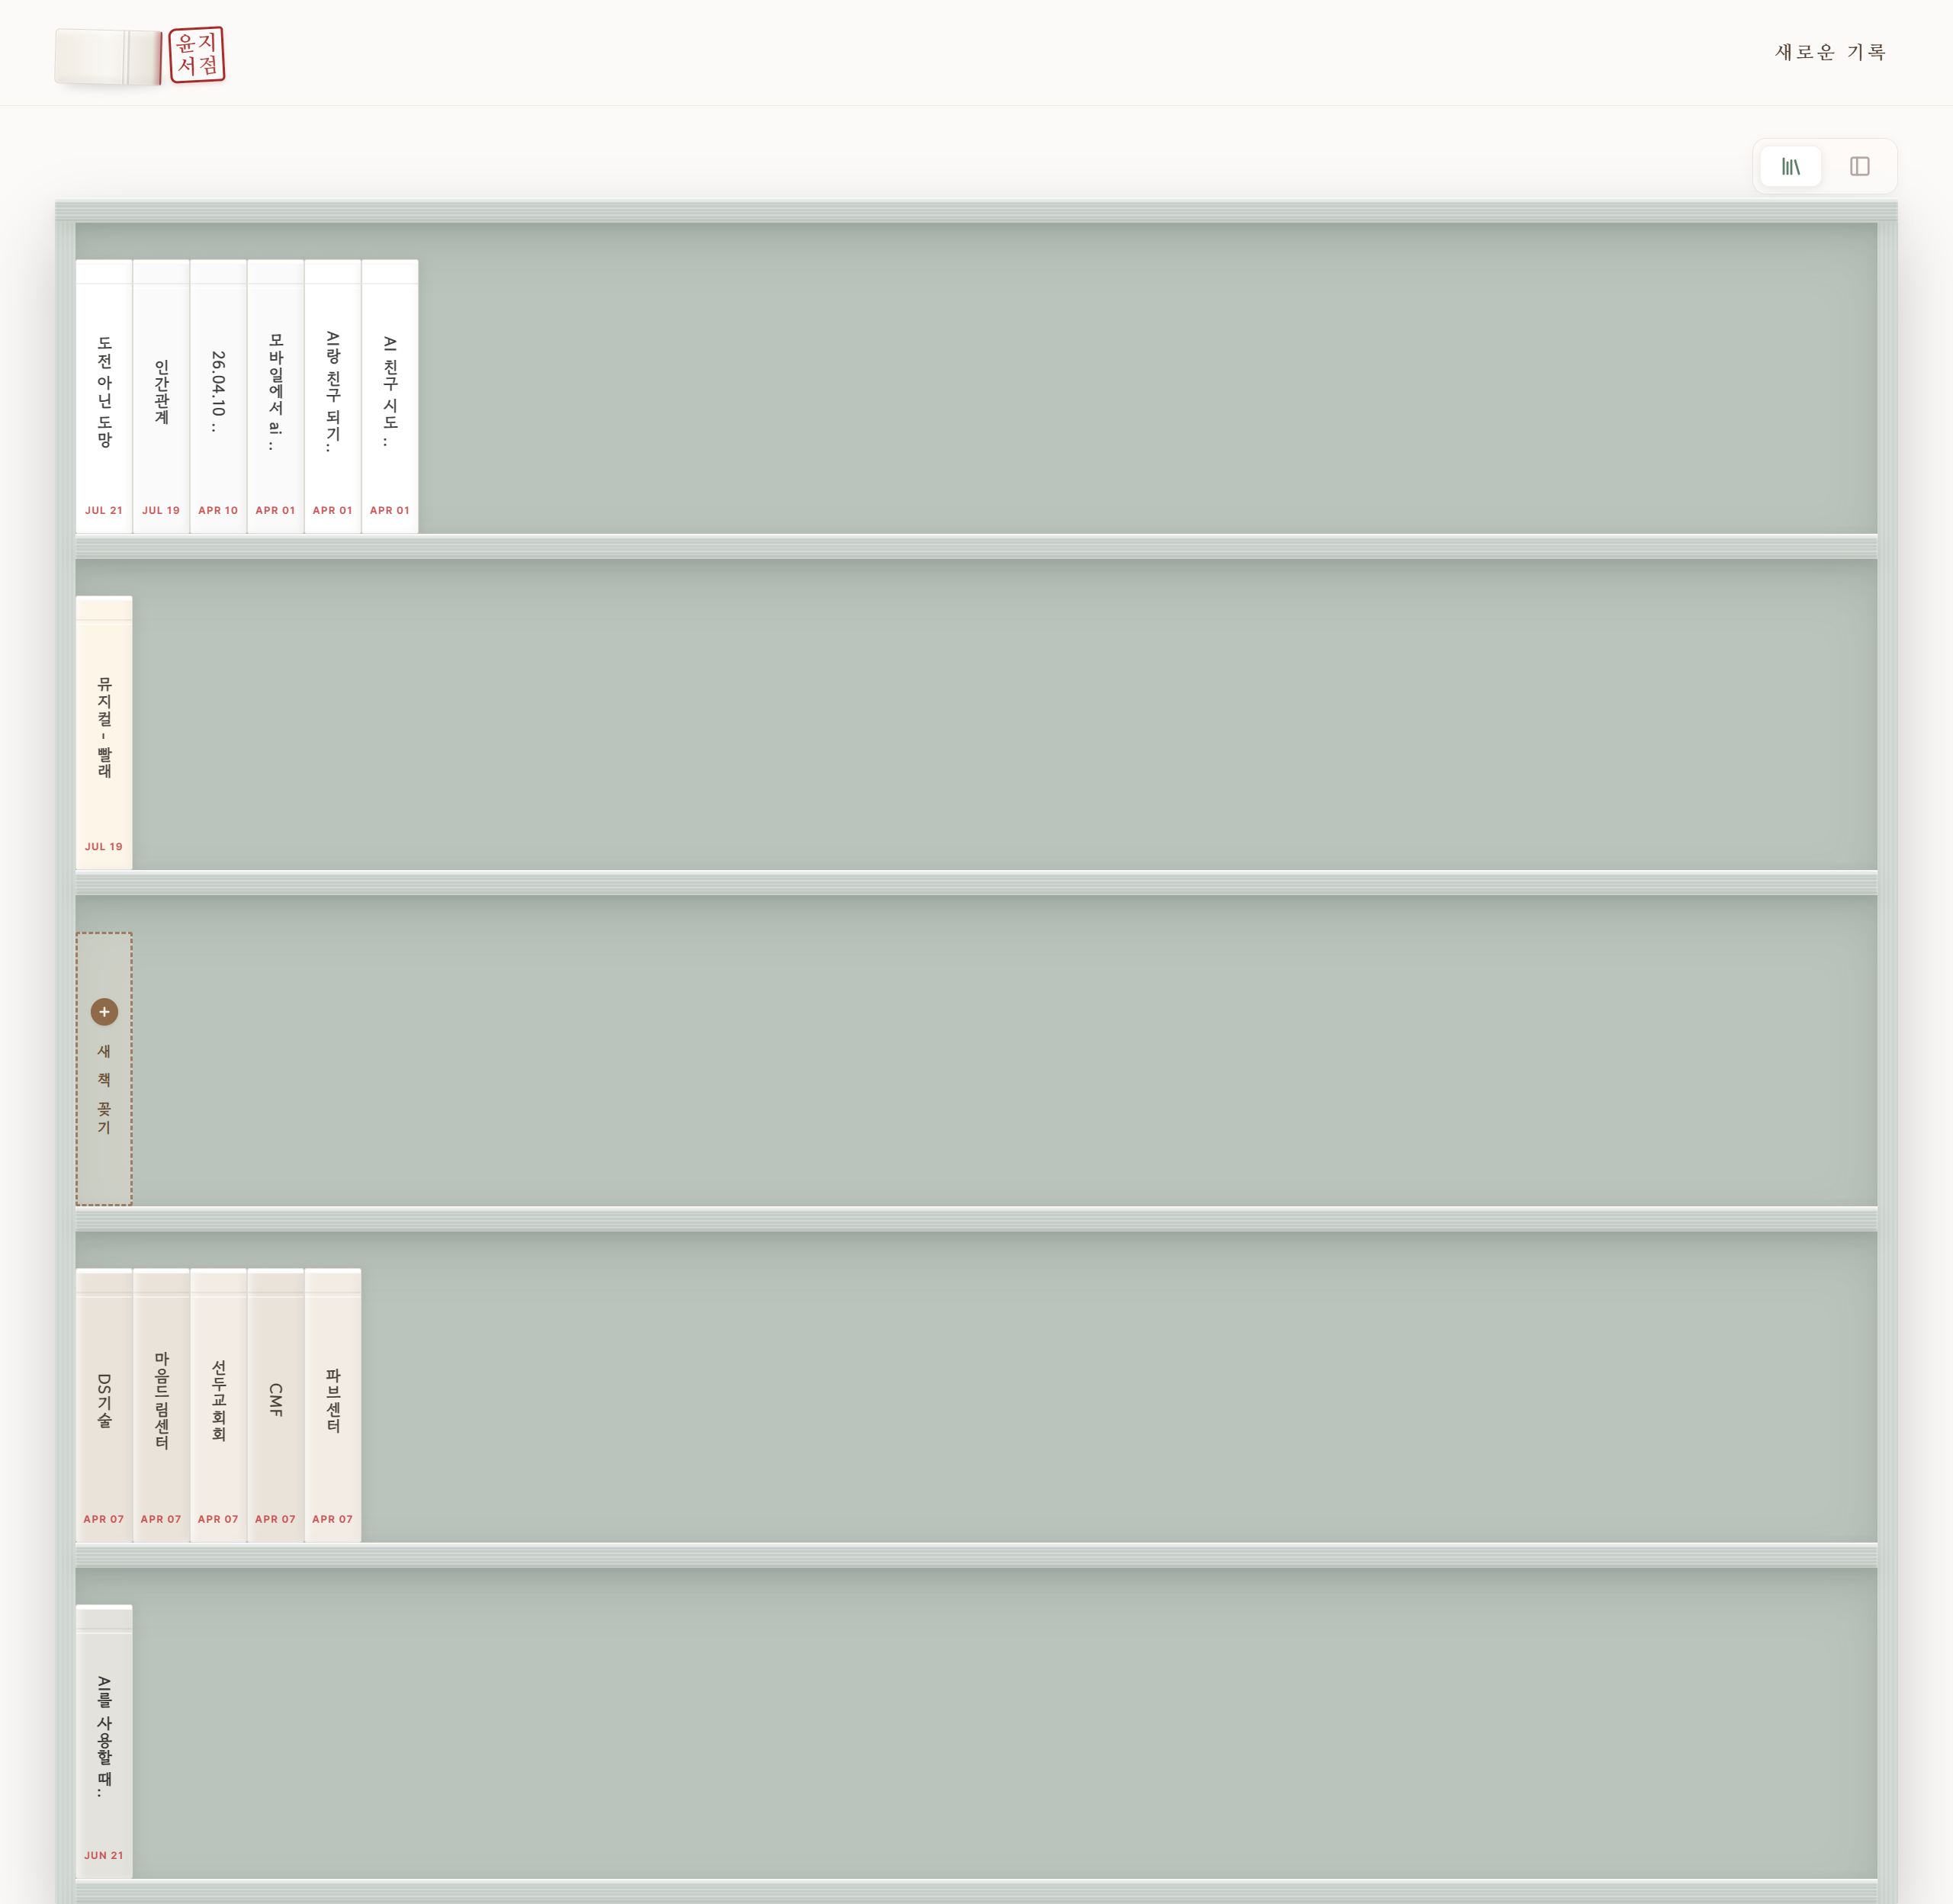 윤지
서점
새로운 기록
도전 아닌 도망
JUL 21
인간관계
JUL 19
26.04.10 ..
APR 10
모바일에서 ai ..
APR 01
AI랑 친구 되기..
APR 01
AI 친구 시도 ..
APR 01
뮤지컬 - 빨래
JUL 19
새 책 꽂기
DS기술
APR 07
마음드림센터
APR 07
선두교회회
APR 07
CMF
APR 07
파브센터
APR 07
AI를 사용할 때..
JUN 21